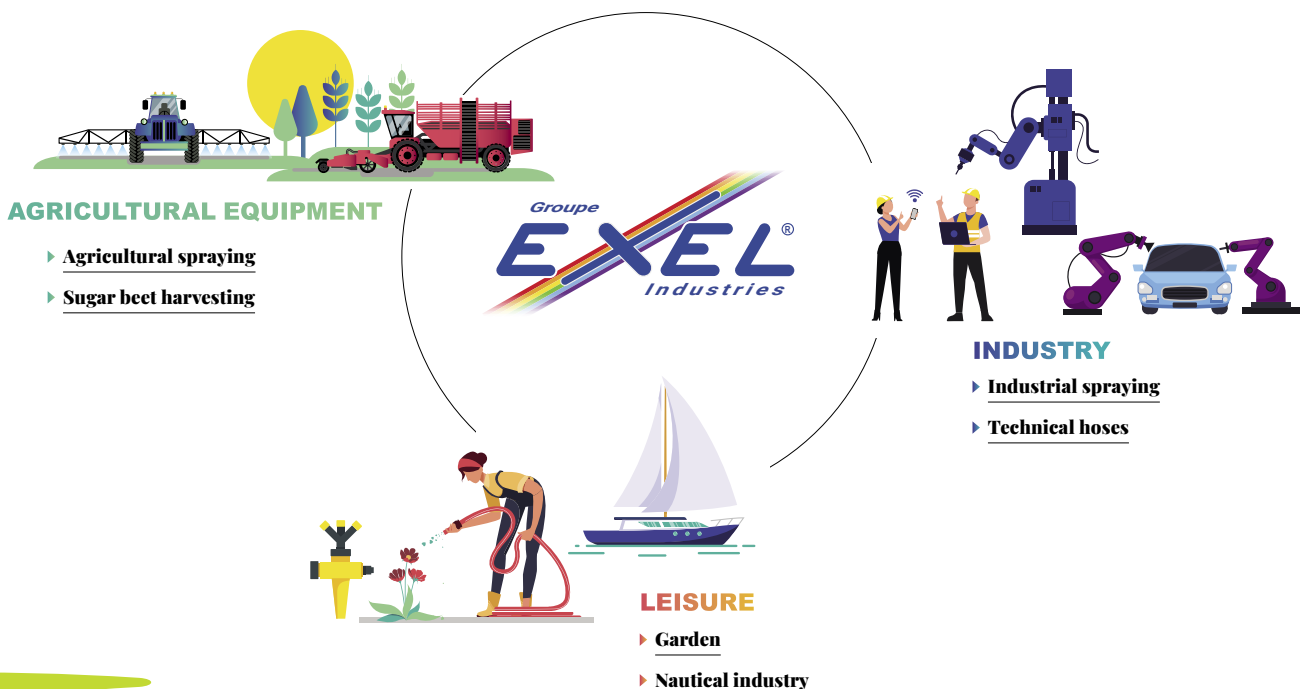 AGRICULTURAL EQUIPMENT
Agricultural spraying
Sugar beet harvesting
Groupe
EXEL®
Industries
INDUSTRY
Industrial spraying
Technical hoses
LEISURE
Garden
Nautical industry